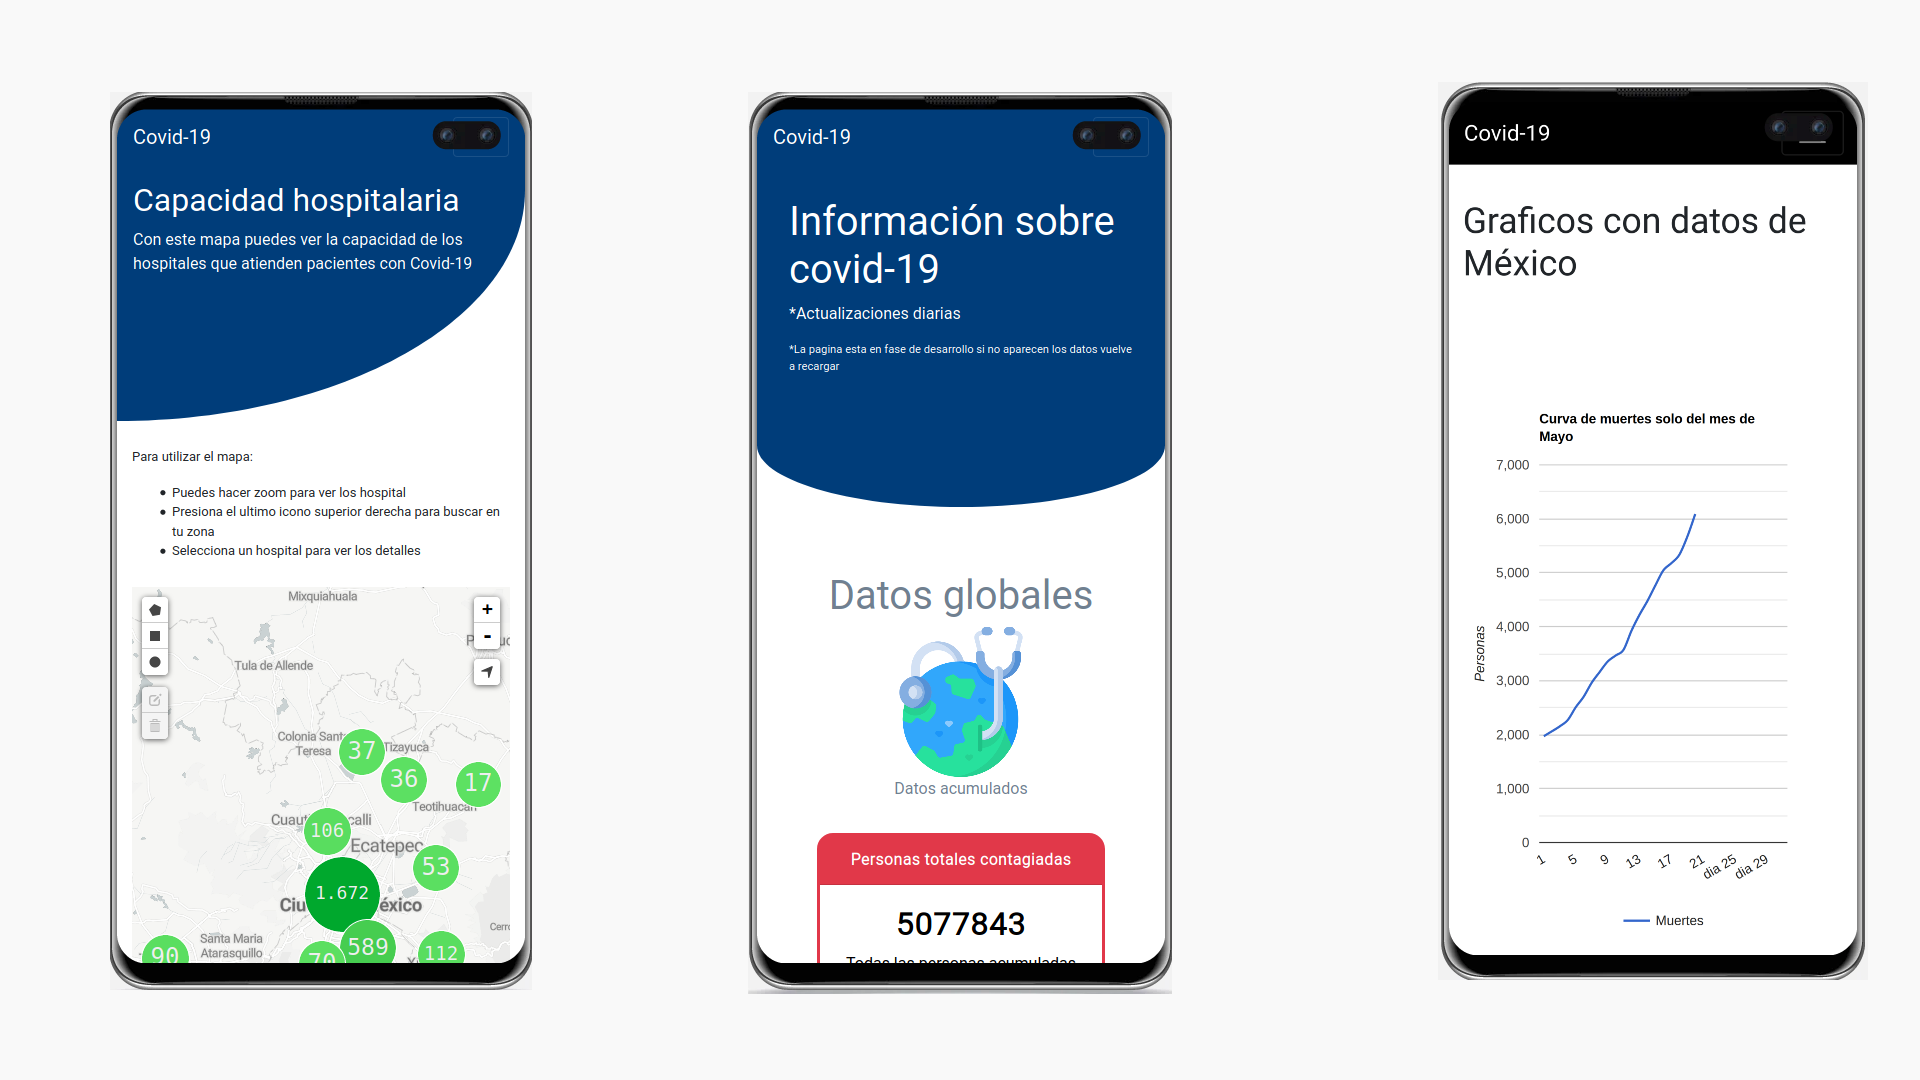 Covid-19
Capacidad hospitalaria
Con este mapa puedes ver la capacidad de los
hospitales que atienden pacientes con Covid-19
Para utilizar el mapa:
Puedes hacer zoom para ver los hospital
Presiona el ultimo icono superior derecha para buscar en
tu zona
Selecciona un hospital para ver los detalles
Mixquiahuala
+
-
Tula de Allende
Colonia Sant
Teresa
37
Tizayuca
36
17
Teotihuacan
Cuaut
106
calli
Ecatepec
53
1.672
Ciu
éxico
Santa Maria
Atarasquillo
90
70
589
112
Cerro
Covid-19
Información sobre
covid-19
*Actualizaciones diarias
*La pagina esta en fase de desarrollo si no aparecen los datos vuelve
a recargar
Datos globales
Datos acumulados
Personas totales contagiadas
5077843
Todas las personas acumuladas
Covid-19
Graficos con datos de
México
Curva de muertes solo del mes de
Mayo
7,000
6,000
5,000
4,000
3,000
2,000
1,000
0
Personas
1
5
9
13
17
21
dia 25
dia 29
Muertes